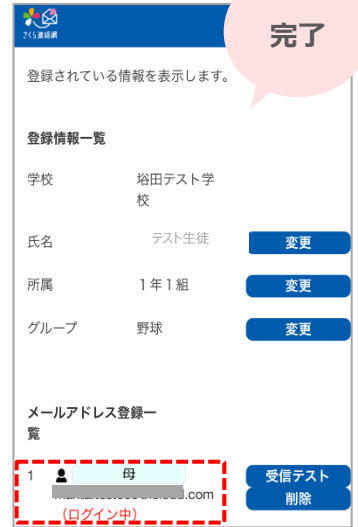 完了
さくら連絡網
登録されている情報を表示します。
登録情報一覧
学校 塔田テスト学
校
氏名 テスト生徒 変更
所属 1年1組 変更
グループ 野球 変更
メールアドレス登録一
覧
1 母 受信テスト
.com 削除
(ログイン中)